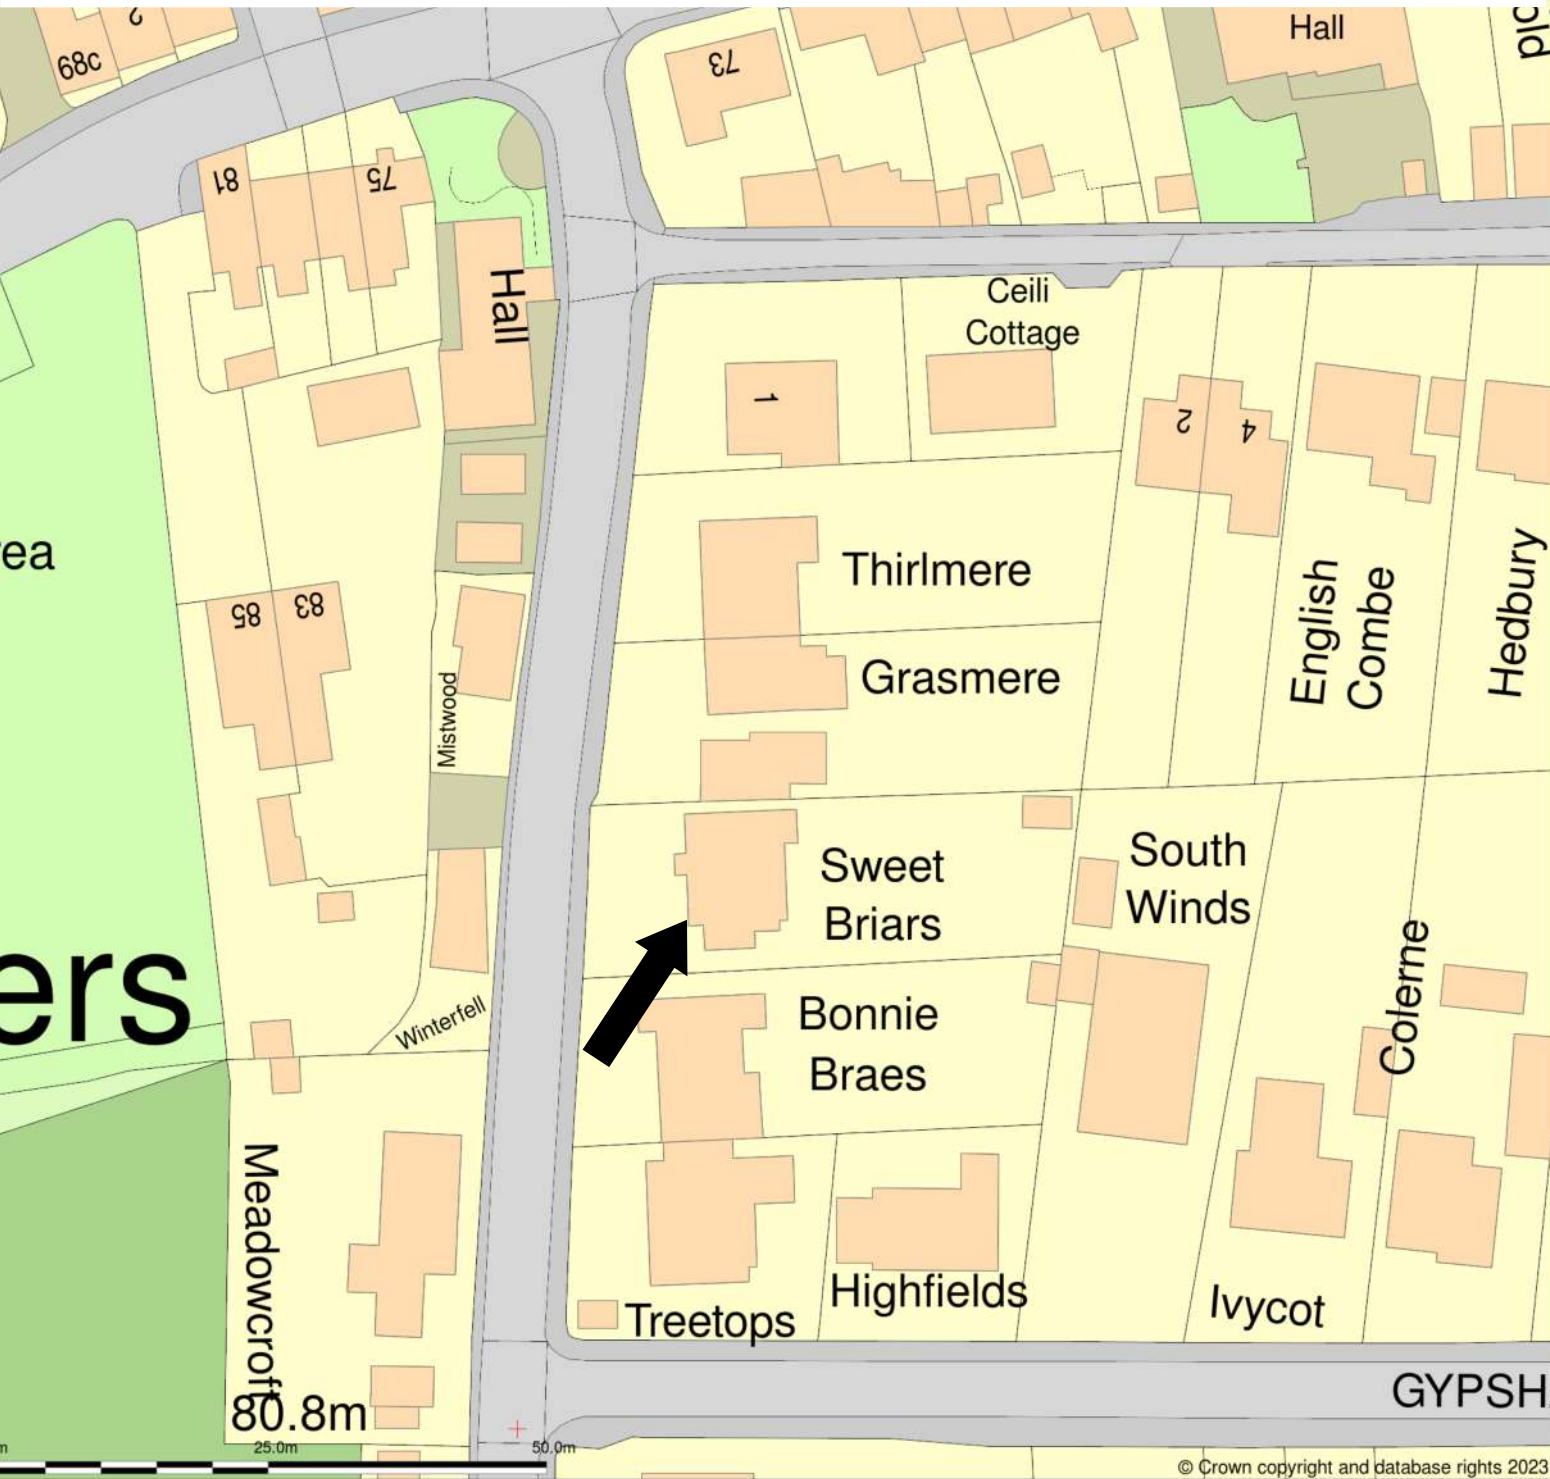 2
68c
73
Hall
old
81
75
Hall
Ceili
Cottage
1
2
4
ea
Thirlmere
English
Combe
Hedbury
85
83
Grasmere
Mistwood
Sweet
Briars
South
Winds
ers
Colerne
Winterfell
Bonnie
Braes
Meadowcroft
Highfields
Ivycot
Treetops
GYPSH
80.8m
m
25.0m
50.0m
© Crown copyright and database rights 2023